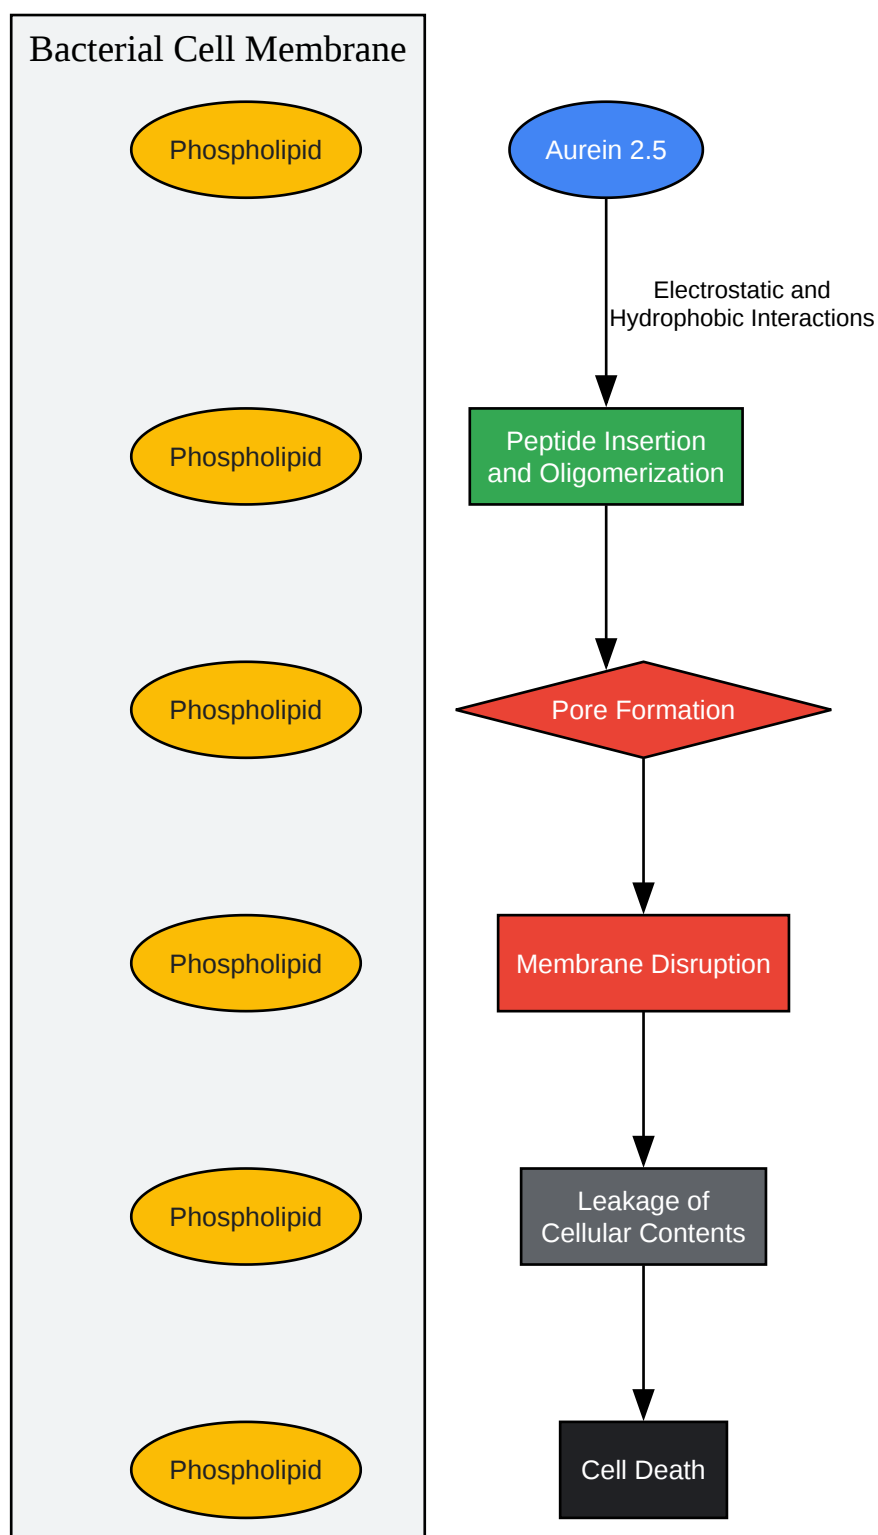 Bacterial Cell Membrane
Phospholipid
Aurein 2.5
Electrostatic and
Hydrophobic Interactions
Phospholipid
Peptide Insertion
and Oligomerization
Phospholipid
Pore Formation
Phospholipid
Membrane Disruption
Phospholipid
Leakage of
Cellular Contents
Phospholipid
Cell Death